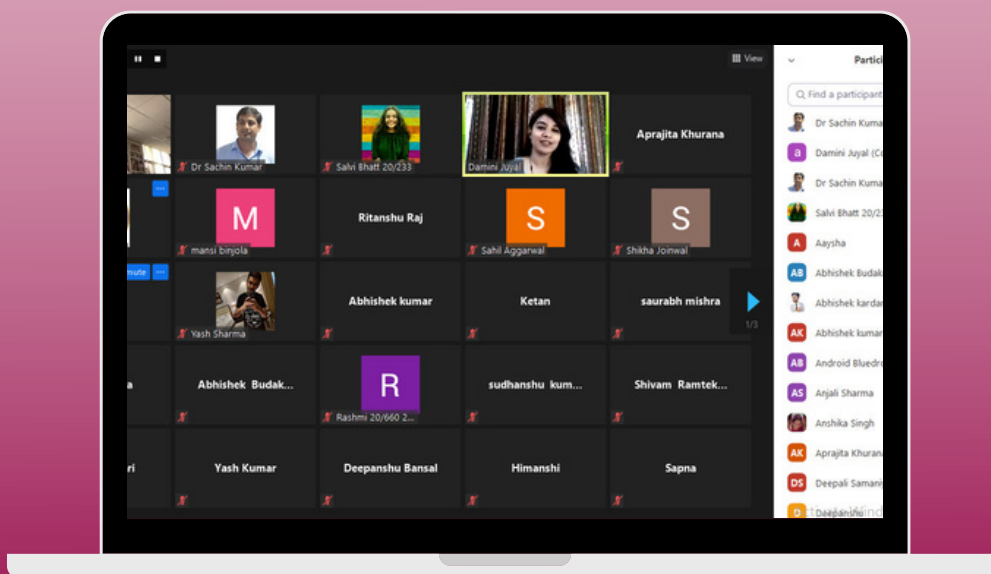 View
Dr Sachin Kumar
Salvi Bhatt 20/233
Damini Juyal
Aprajita Khurana
M
mansi binjola
Ritanshu Raj
S
Sahil Aggarwal
S
Shikha Joinwal
mute
Yash Sharma
Abhishek kumar
Ketan
saurabh mishra
1/3
a
Abhishek Budak...
R
Rashmi 20/660 2...
sudhanshu kum...
Shivam Ramtek...
ri
Yash Kumar
Deepanshu Bansal
Himanshi
Sapna
Partici
Find a participant
Dr Sachin Kuma
a Damini Juyal (Co
Dr Sachin Kuma
Salvi Bhatt 20/23
A Aaysha
AB Abhishek Budak
Abhishek kardar
AK Abhishek kumar
AB Android Bluedro
AS Anjali Sharma
Anshika Singh
AK Aprajita Khuran
DS Deepali Samani
D Deepanshu